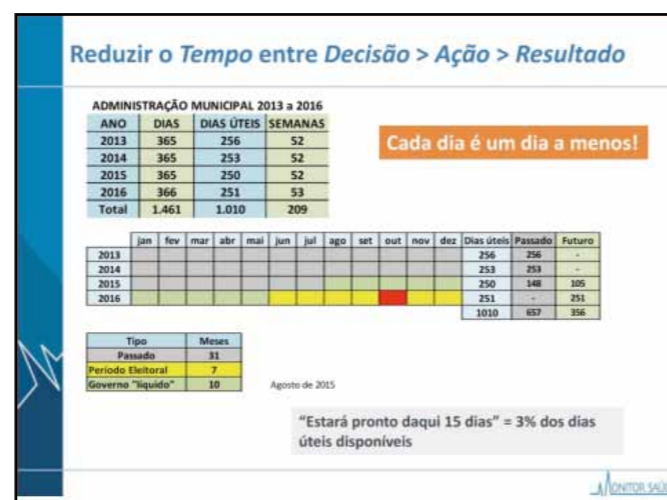 Reduzir o Tempo entre Decisão > Ação > Resultado
ADMINISTRAÇÃO MUNICIPAL 2013 a 2016
ANO DIAS DIAS ÚTEIS SEMANAS
2013 365 256 52
2014 365 253 52
2015 365 250 52
2016 366 251 53
Total 1.461 1.010 209
Cada dia é um dia a menos!
jan fev mar abr mai jun jul ago set out nov dez Dias úteis Passado Futuro
2013 256 256 -
2014 253 253 -
2015 250 148 105
2016 251 - 251
1010 657 356
Tipo Meses
Passado 31
Período Eleitoral 7
Governo "líquido" 10
Agosto de 2015
"Estará pronto daqui 15 dias" = 3% dos dias
úteis disponíveis
MONITOR SAÚDE